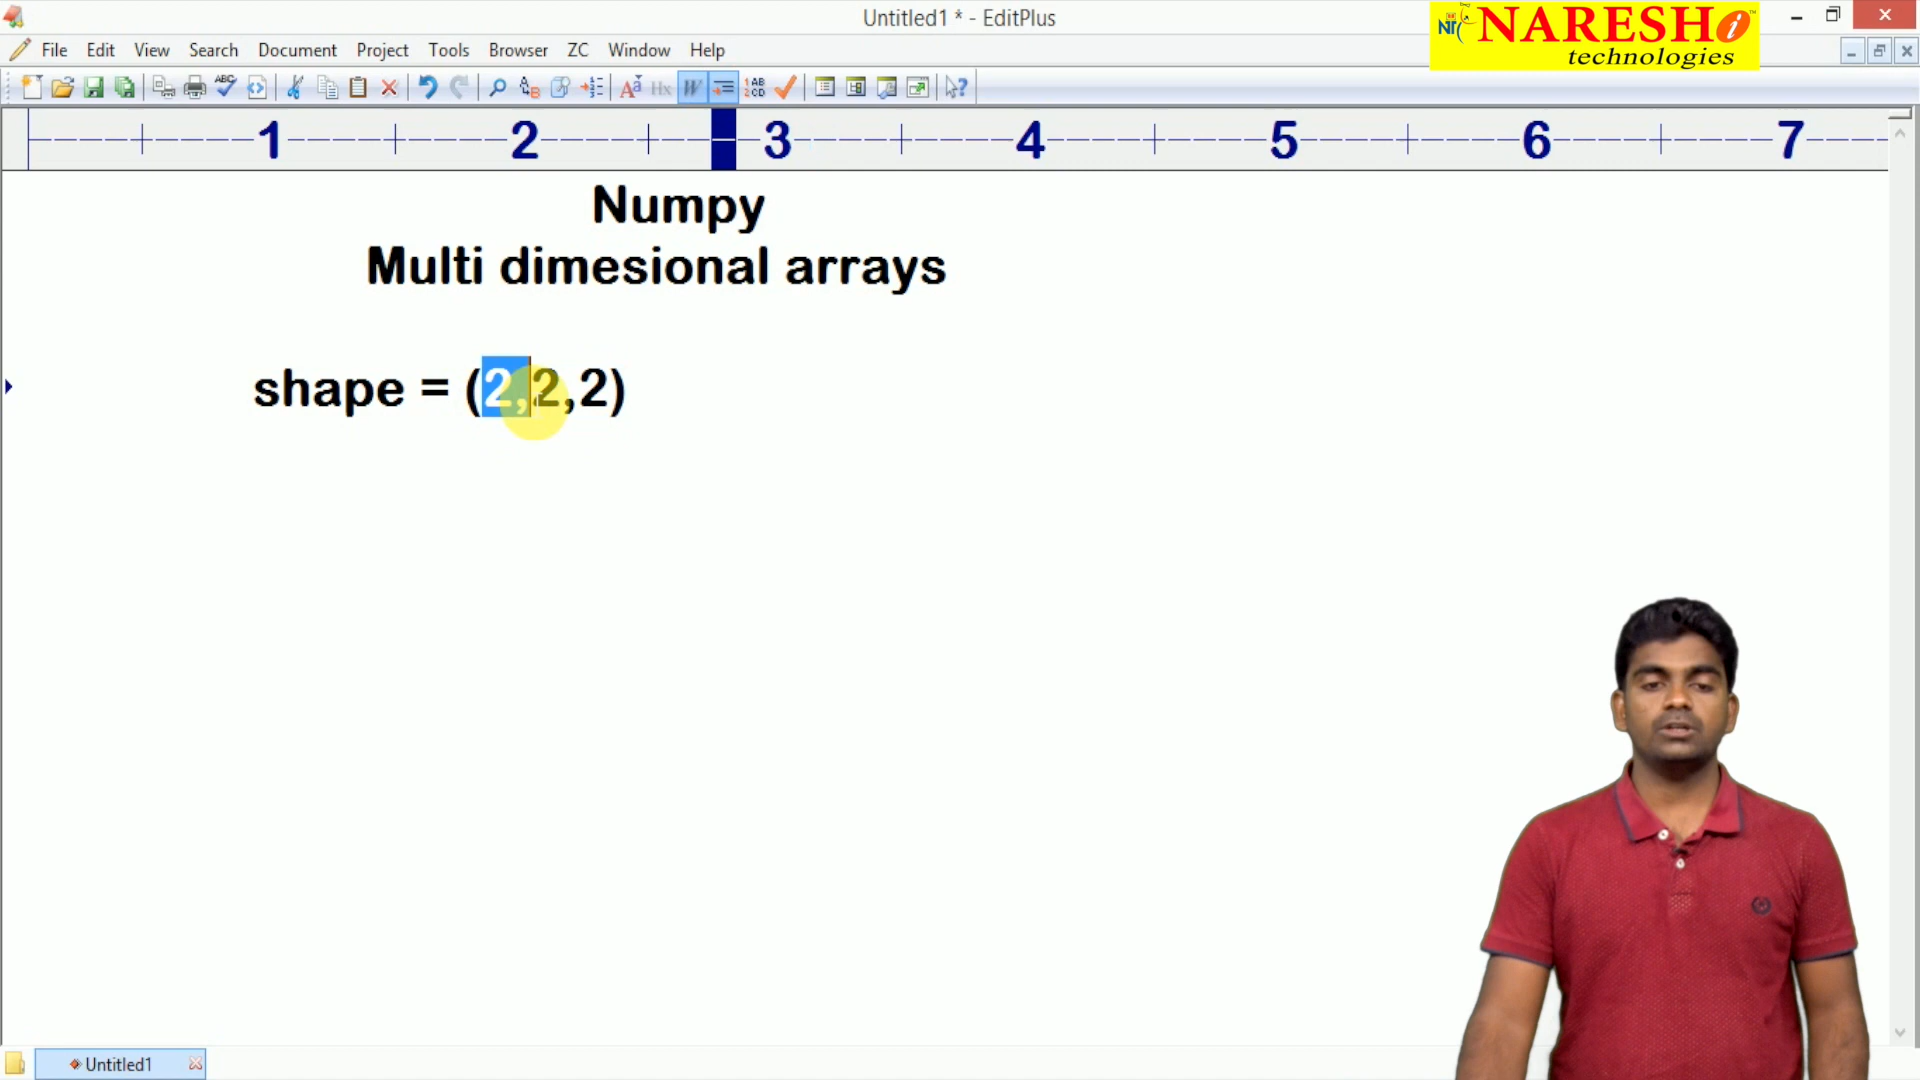 Untitled1 * - EditPlus
NARESH i
NT
technologies
File Edit View Search Document Project Tools Browser ZC Window Help
1 2 3 4 5 6 7
Numpy
Multi dimesional arrays
shape = (2,2,2)
Untitled1